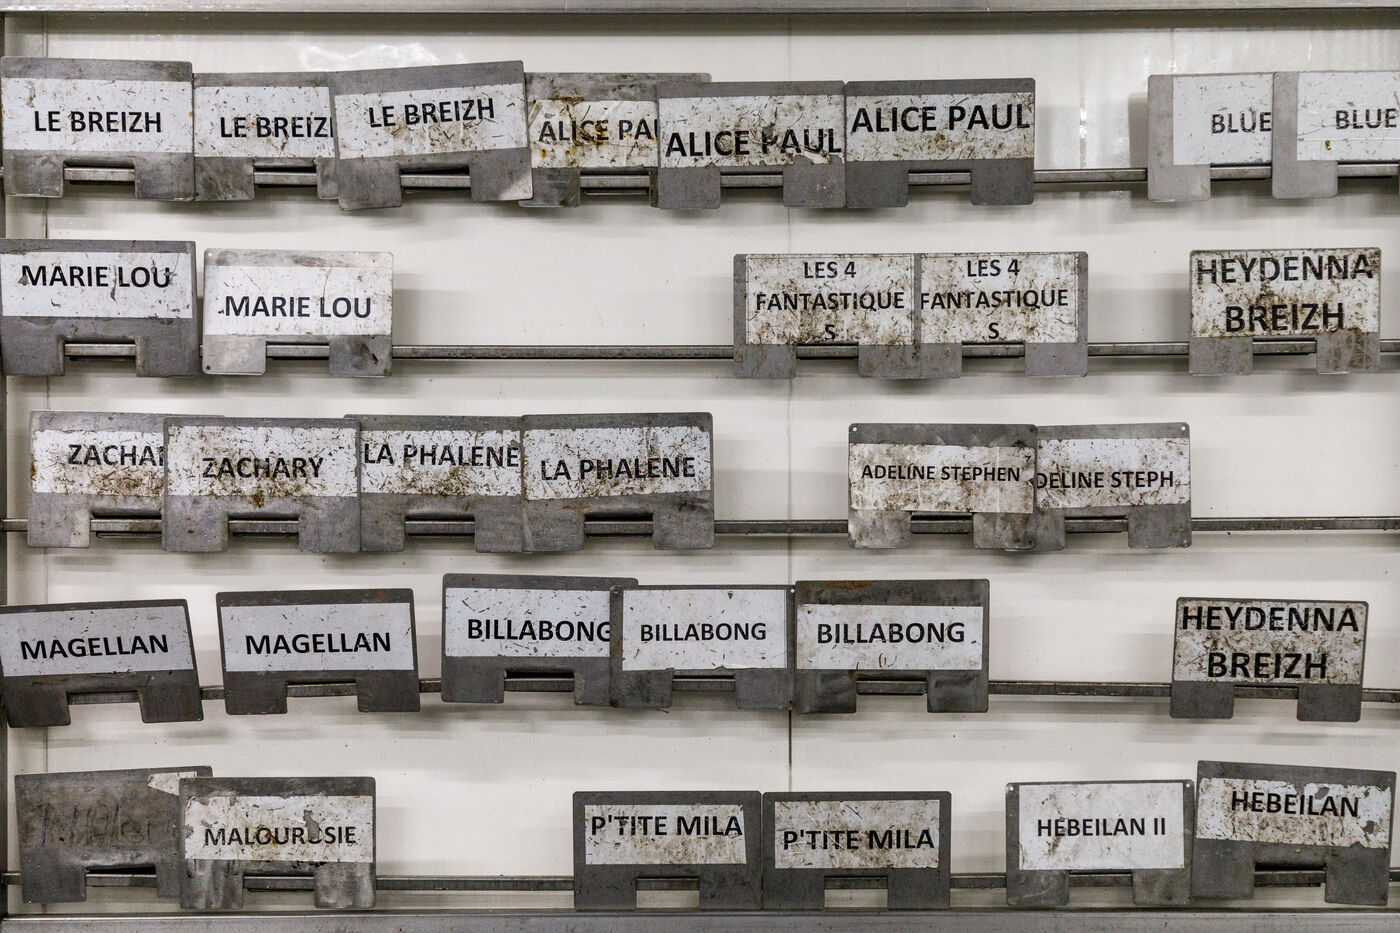 LE BREIZH
LE BREIZ
LE BREIZH
ALICE PAU
ALICE PAUL
ALICE PAUL
BLUE
BLUE
MARIE LOU
MARIE LOU
LES 4
FANTASTIQUE
S
LES 4
FANTASTIQUE
S
HEYDENNA
BREIZH
ZACHAR
ZACHARY
LA PHALENE
LA PHALENE
ADELINE STEPHEN
DELINE STEPH
MAGELLAN
MAGELLAN
BILLABONG
BILLABONG
BILLABONG
HEYDENNA
BREIZH
MALOUROSIE
P'TITE MILA
P'TITE MILA
HEBEILAN II
HEBEILAN